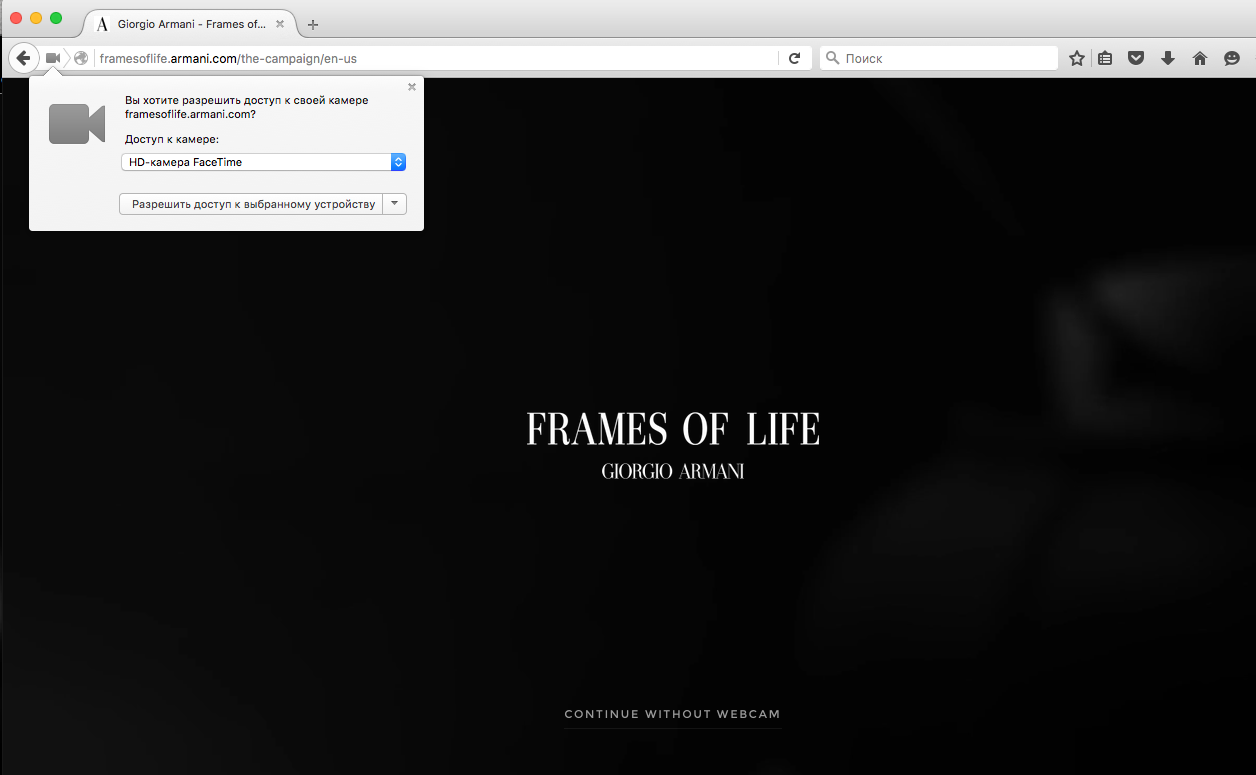 Giorgio Armani - Frames of...
framesoflife.armani.com/the-campaign/en-us
Поиск
Вы хотите разрешить доступ к своей камере
framesoflife.armani.com?
Доступ к камере:
HD-камера FaceTime
Разрешить доступ к выбранному устройству
FRAMES OF LIFE
GIORGIO ARMANI
CONTINUE WITHOUT WEBCAM